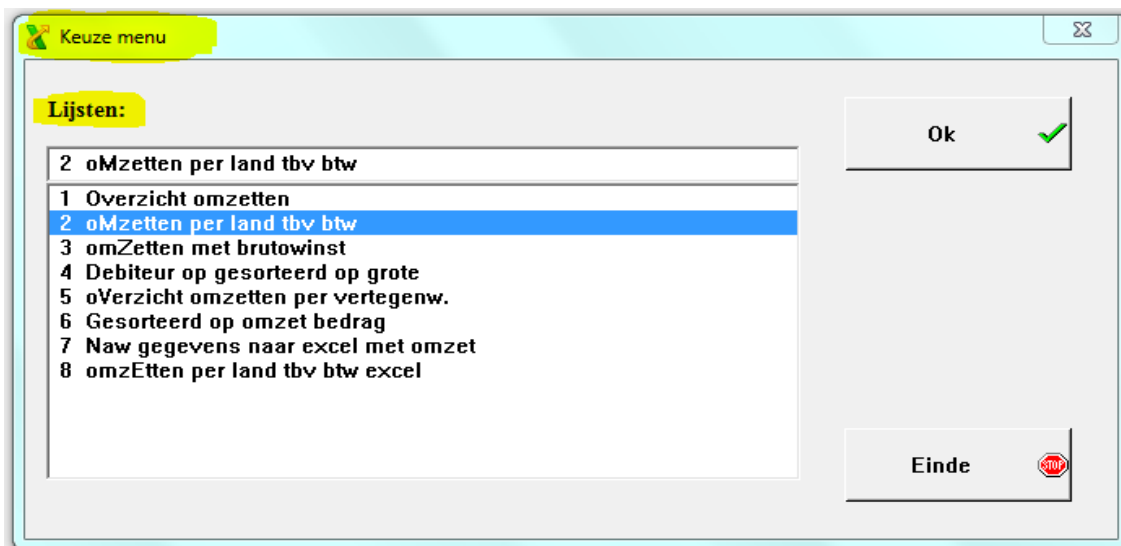 Keuze menu
Lijsten:
Ok
2 oMzetten per land tbv btw
1 Overzicht omzetten
2 oMzetten per land tbv btw
3 omZetten met brutowinst
4 Debiteur op gesorteerd op grote
5 oVerzicht omzetten per vertegenw.
6 Gesorteerd op omzet bedrag
7 Naw gegevens naar excel met omzet
8 omzEtten per land tbv btw excel
Einde
STOP